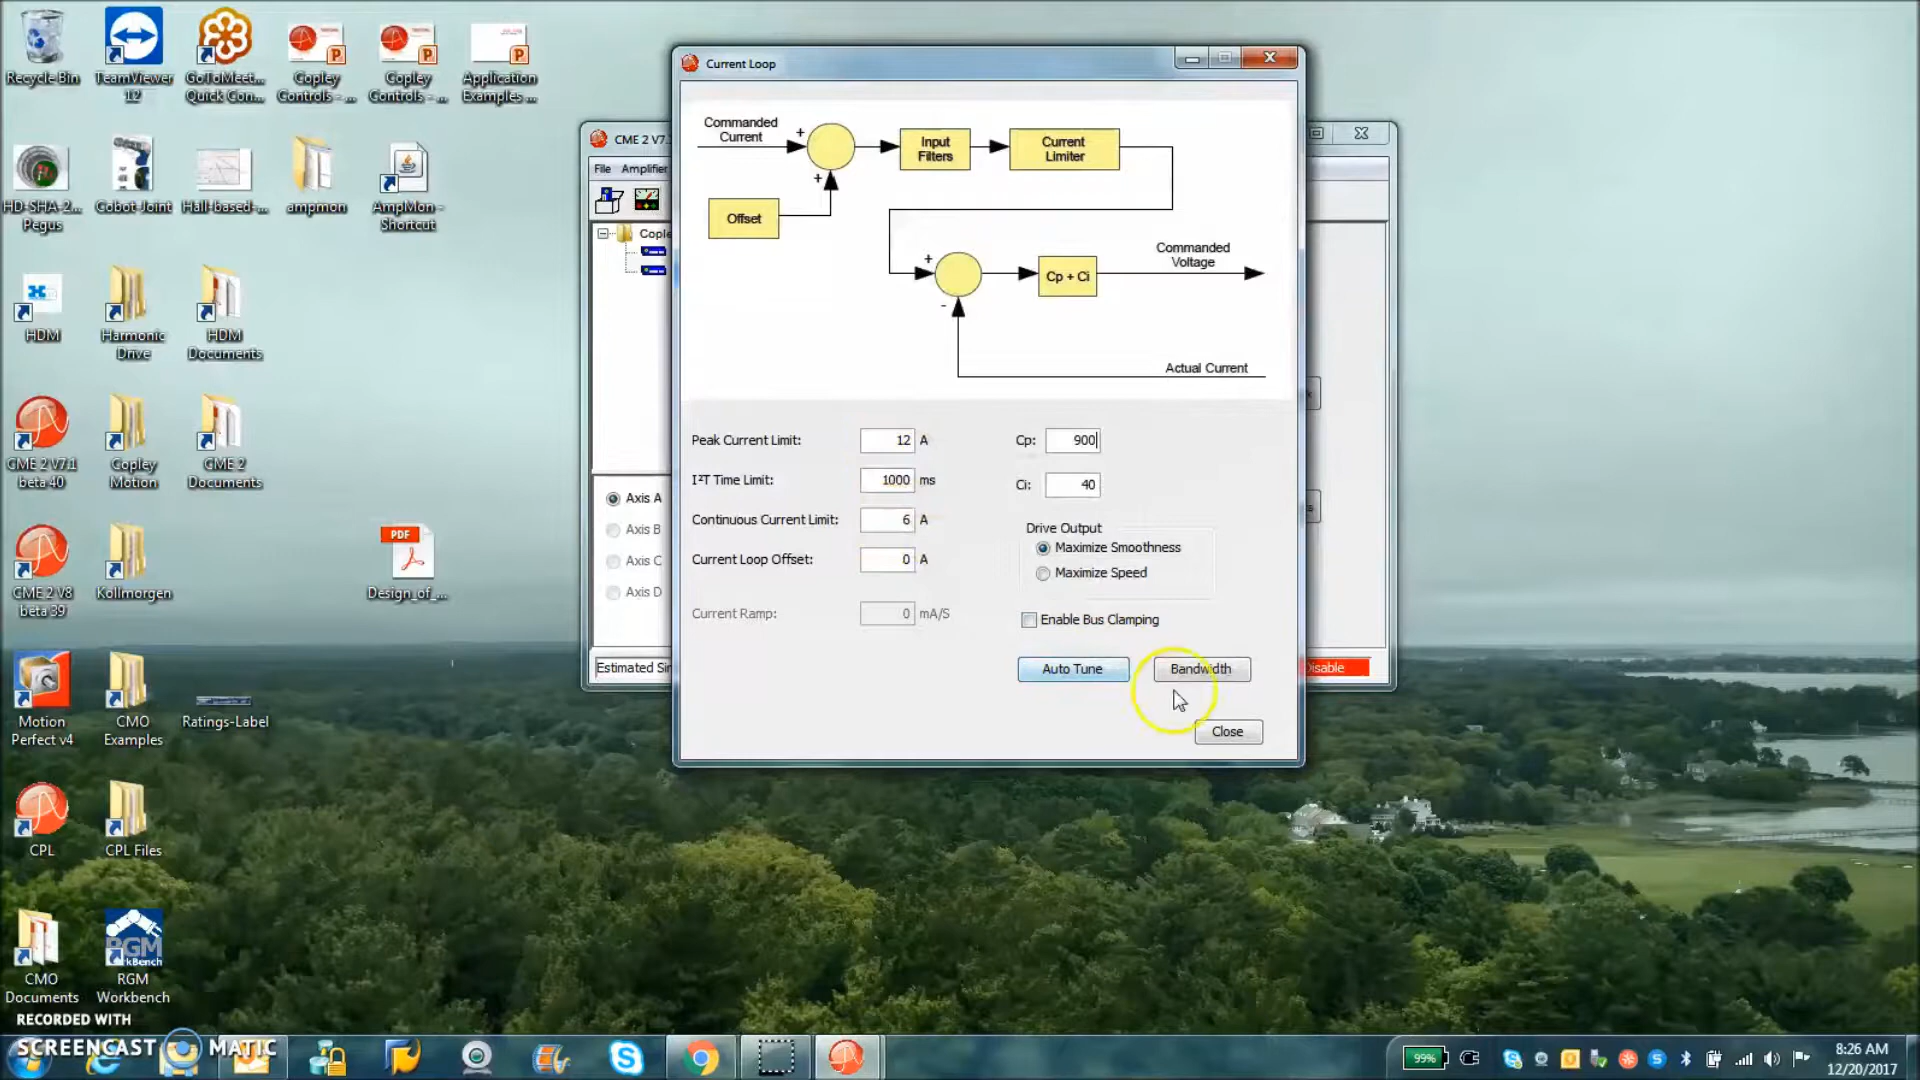 Recycle Bin
TeamViewer
12
GoToMeet...
Quick Con...
Copley
Controls - ...
Copley
Controls - ...
Application
Examples ...
HD-SHA-2...
Pegus
Cobot-Joint
Hall-based-...
ampmon
AmpMon -
Shortcut
HDM
Harmonic
Drive
HDM
Documents
CME 2 V7.1
beta 40
Copley
Motion
CME 2
Documents
CME 2 V8
beta 39
Kollmorgen
PDF
Design_of_...
Motion
Perfect v4
CMO
Examples
Ratings-Label
CPL
CPL Files
CMO
Documents
RGM
WorkBench
RGM
Workbench
RECORDED WITH
SCREENCAST MATIC
CME 2 V7.
File Amplifier
Cople
Axis A
Axis B
Axis C
Axis D
Estimated Sin
Disable
Current Loop
Commanded
Current
+
+
Offset
Input
Filters
Current
Limiter
+
-
Cp + Ci
Commanded
Voltage
Actual Current
Peak Current Limit: 12 A
I²T Time Limit: 1000 ms
Continuous Current Limit: 6 A
Current Loop Offset: 0 A
Current Ramp: 0 mA/S
Cp: 900
Ci: 40
Drive Output
Maximize Smoothness
Maximize Speed
Enable Bus Clamping
Auto Tune
Bandwidth
Close
99%
8:26 AM
12/20/2017